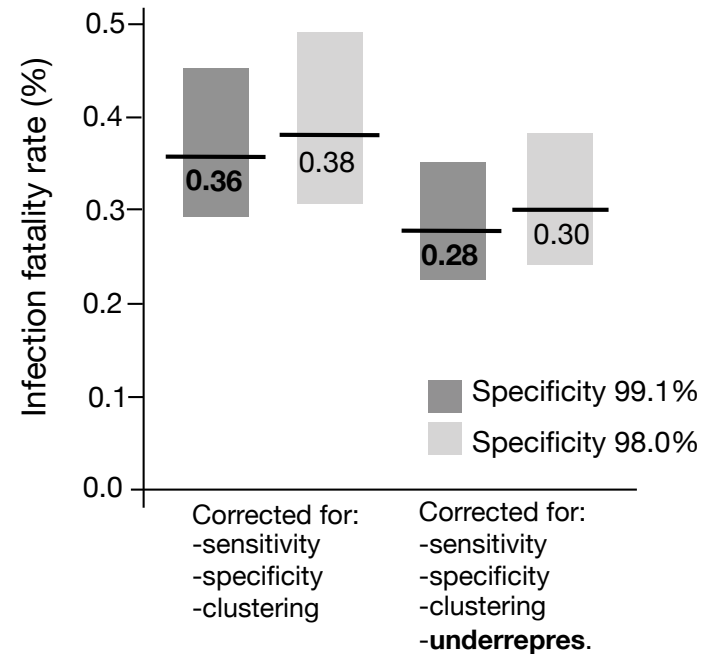 Infection fatality rate (%)
0.5
0.4
0.3
0.2
0.1
0.0
0.36
0.38
0.28
0.30
Specificity 99.1%
Specificity 98.0%
Corrected for:
-sensitivity
-specificity
-clustering
Corrected for:
-sensitivity
-specificity
-clustering
-underrepres.